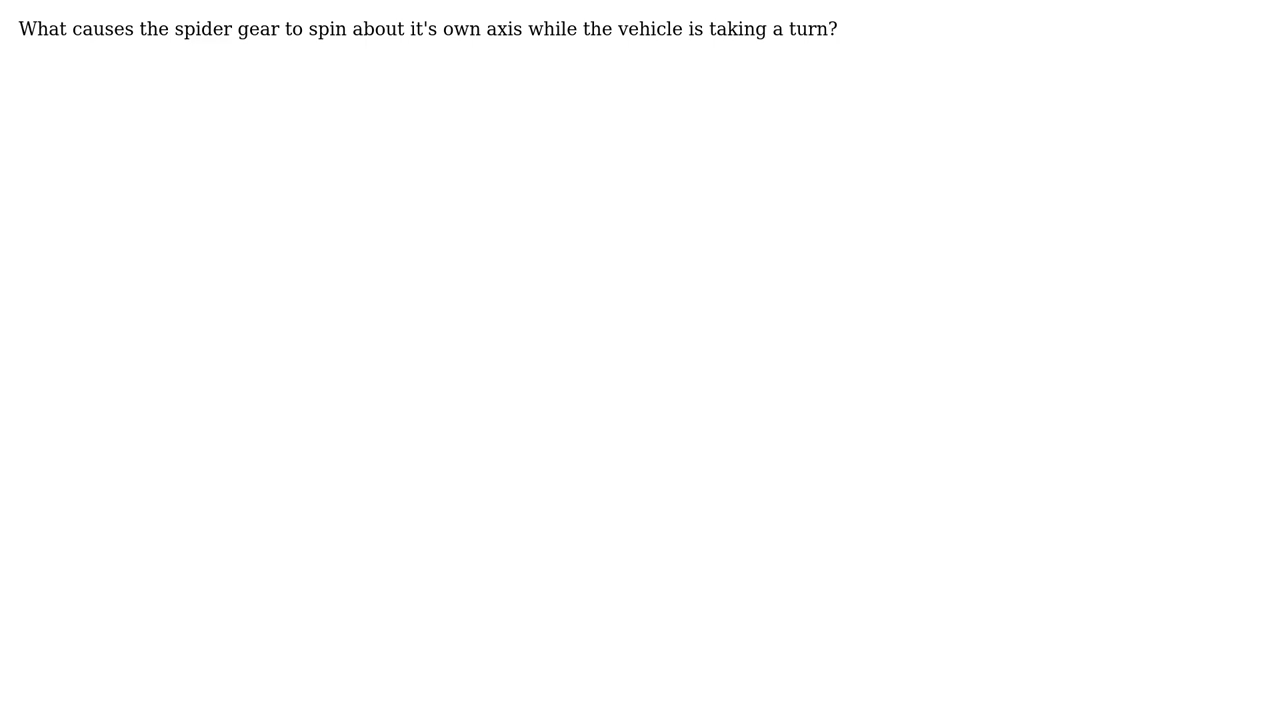 What causes the spider gear to spin about it's own axis while the vehicle is taking a turn?